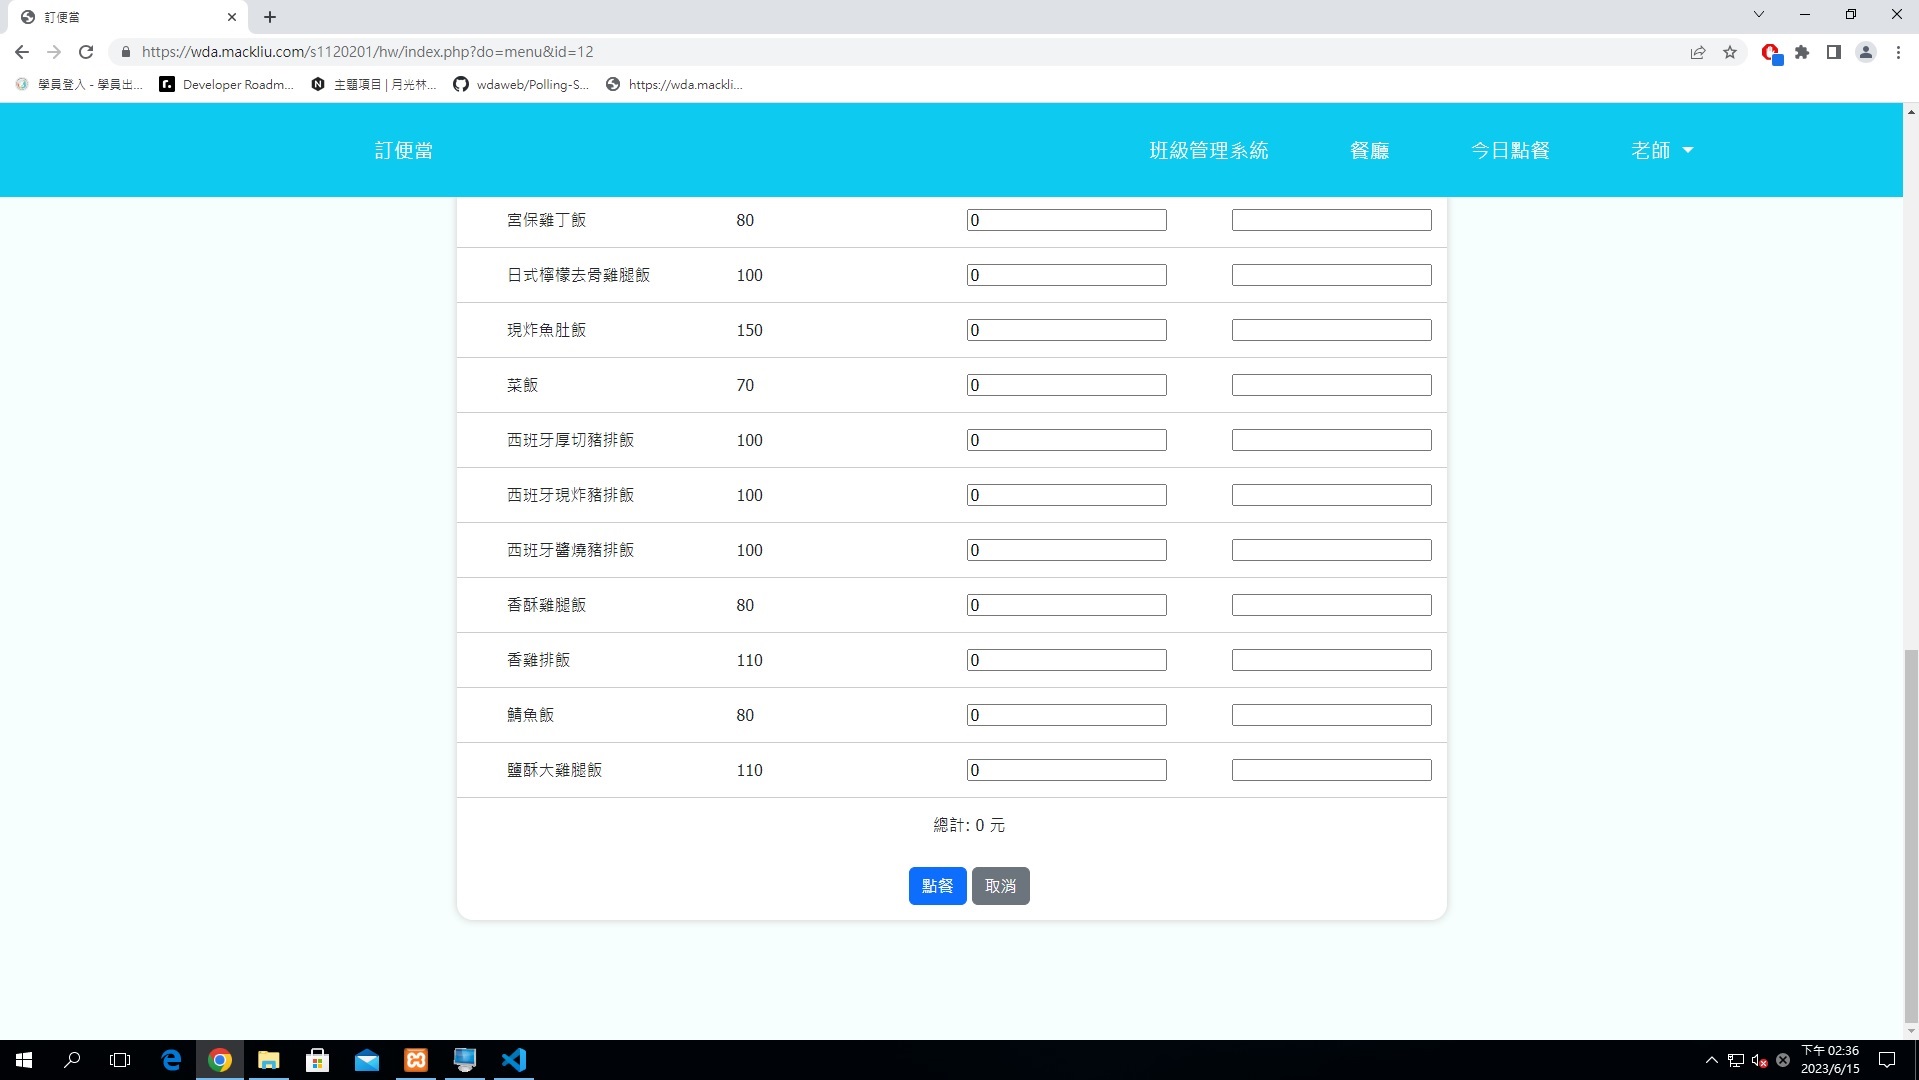 訂便當
https://wda.mackliu.com/s1120201/hw/index.php?do=menu&id=12
學員登入 - 學員出... Developer Roadm... 主題項目 | 月光林... wdaweb/Polling-S... https://wda.mackli...
訂便當 班級管理系統 餐廳 今日點餐 老師
宮保雞丁飯 80 0
日式檸檬去骨雞腿飯 100 0
現炸魚肚飯 150 0
菜飯 70 0
西班牙厚切豬排飯 100 0
西班牙現炸豬排飯 100 0
西班牙醬燒豬排飯 100 0
香酥雞腿飯 80 0
香雞排飯 110 0
鯖魚飯 80 0
鹽酥大雞腿飯 110 0
總計: 0 元
點餐 取消
下午 02:36
2023/6/15